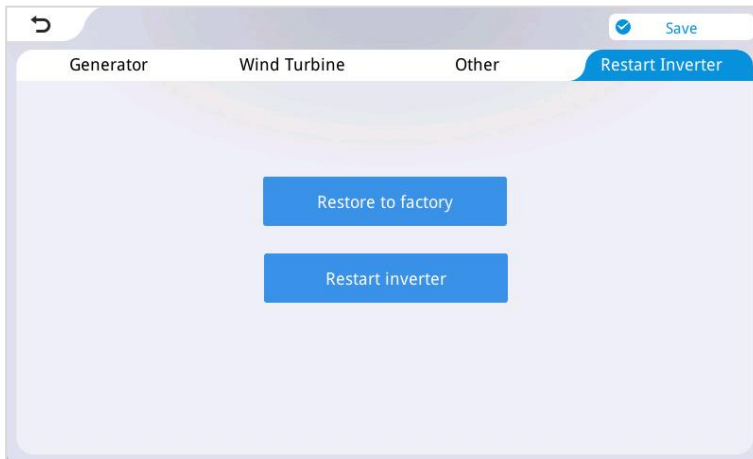 Save
Generator Wind Turbine Other Restart Inverter
Restore to factory
Restart inverter